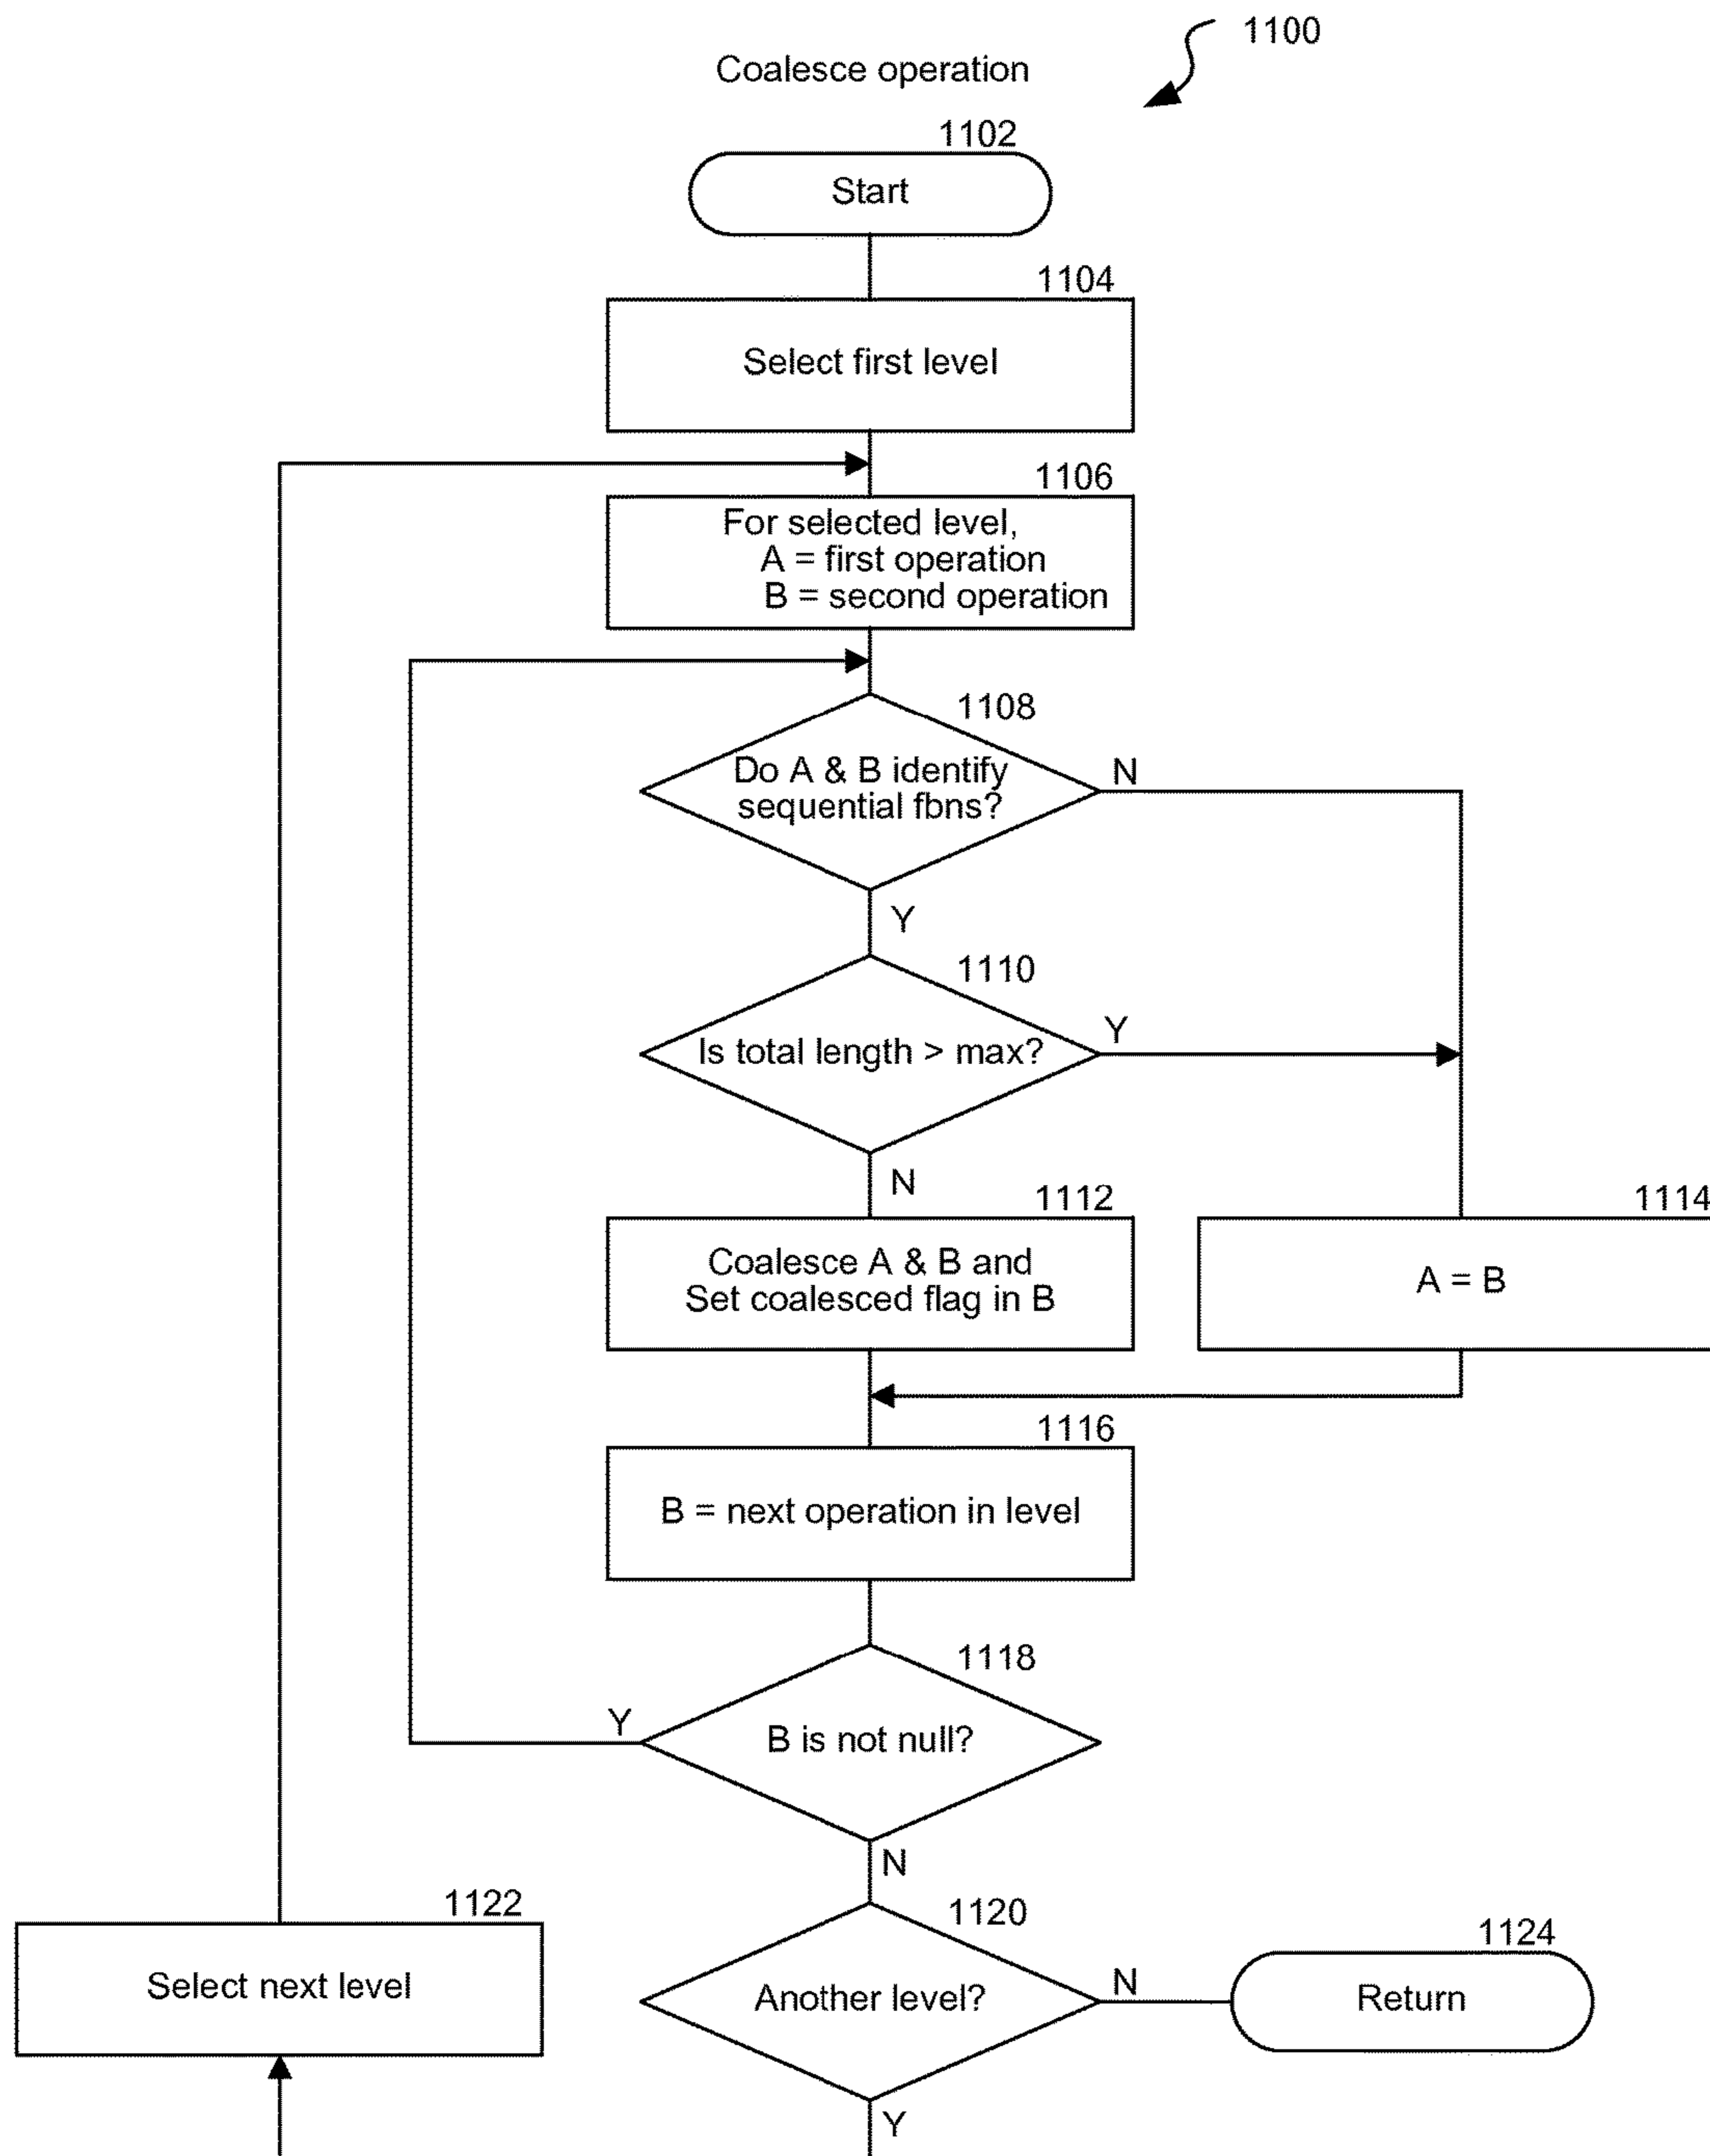 1100
Coalesce operation
1102
Start
1104
Select first level
1106
For selected level,
A = first operation
B = second operation
1108
Do A & B identify
sequential fbns?
N
Y
1110
Is total length > max?
Y
N
1112
Coalesce A & B and
Set coalesced flag in B
1114
A = B
1116
B = next operation in level
1118
B is not null?
Y
N
1120
Another level?
N
Y
1122
Select next level
1124
Return